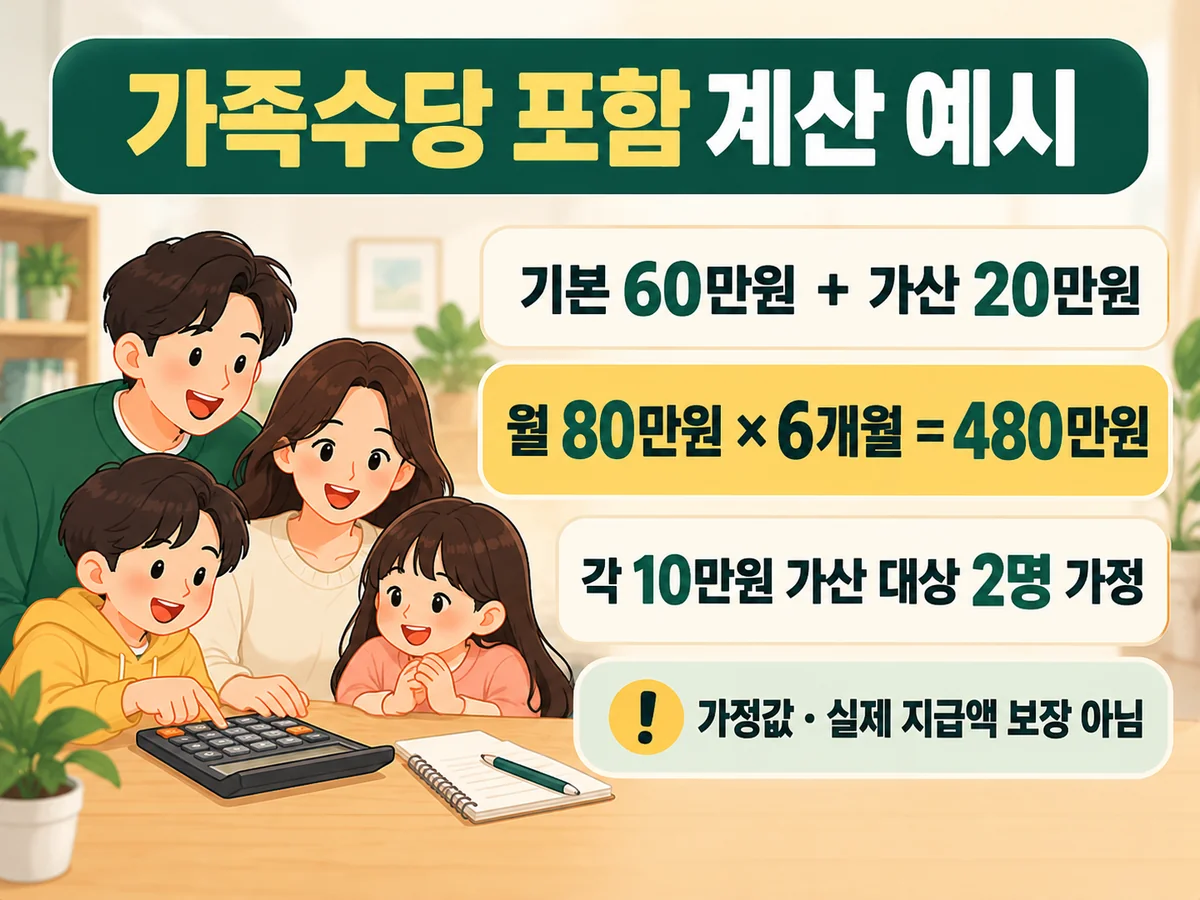 가족수당 포함 계산 예시
기본 60만원 + 가산 20만원
월 80만원 × 6개월 = 480만원
각 10만원 가산 대상 2명 가정
! 가정값 · 실제 지급액 보장 아님